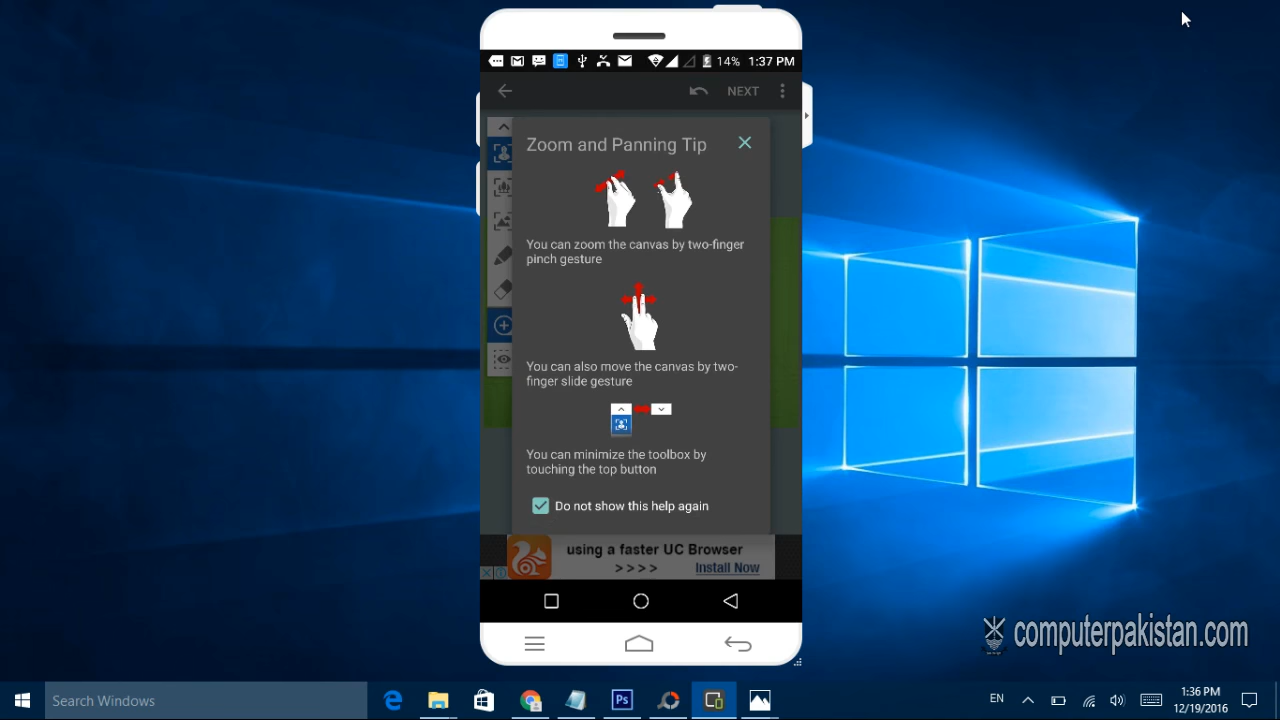 14% 1:37 PM
NEXT
Zoom and Panning Tip
You can zoom the canvas by two-finger
pinch gesture
You can also move the canvas by two-
finger slide gesture
You can minimize the toolbox by
touching the top button
Do not show this help again
using a faster UC Browser
>>>> Install Now
computerpakistan.com
Search Windows
Ps
EN
1:36 PM
12/19/2016